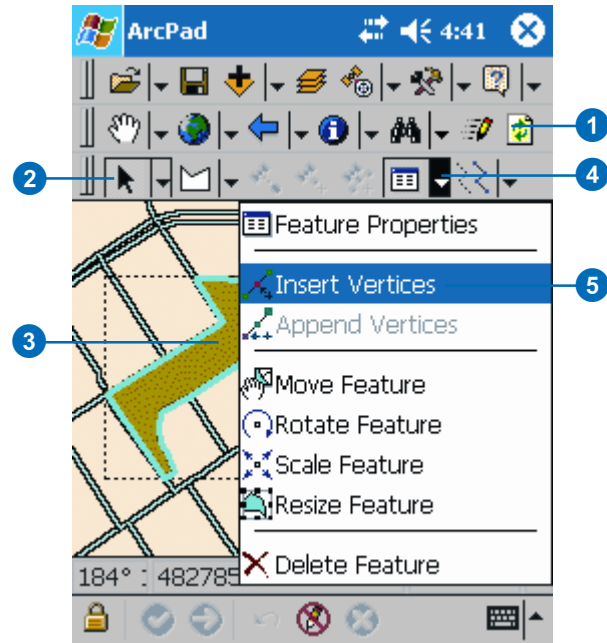 ArcPad 4:41
1
2
4
Feature Properties
Insert Vertices
5
Append Vertices
3
Move Feature
Rotate Feature
Scale Feature
Resize Feature
Delete Feature
184° : 482785